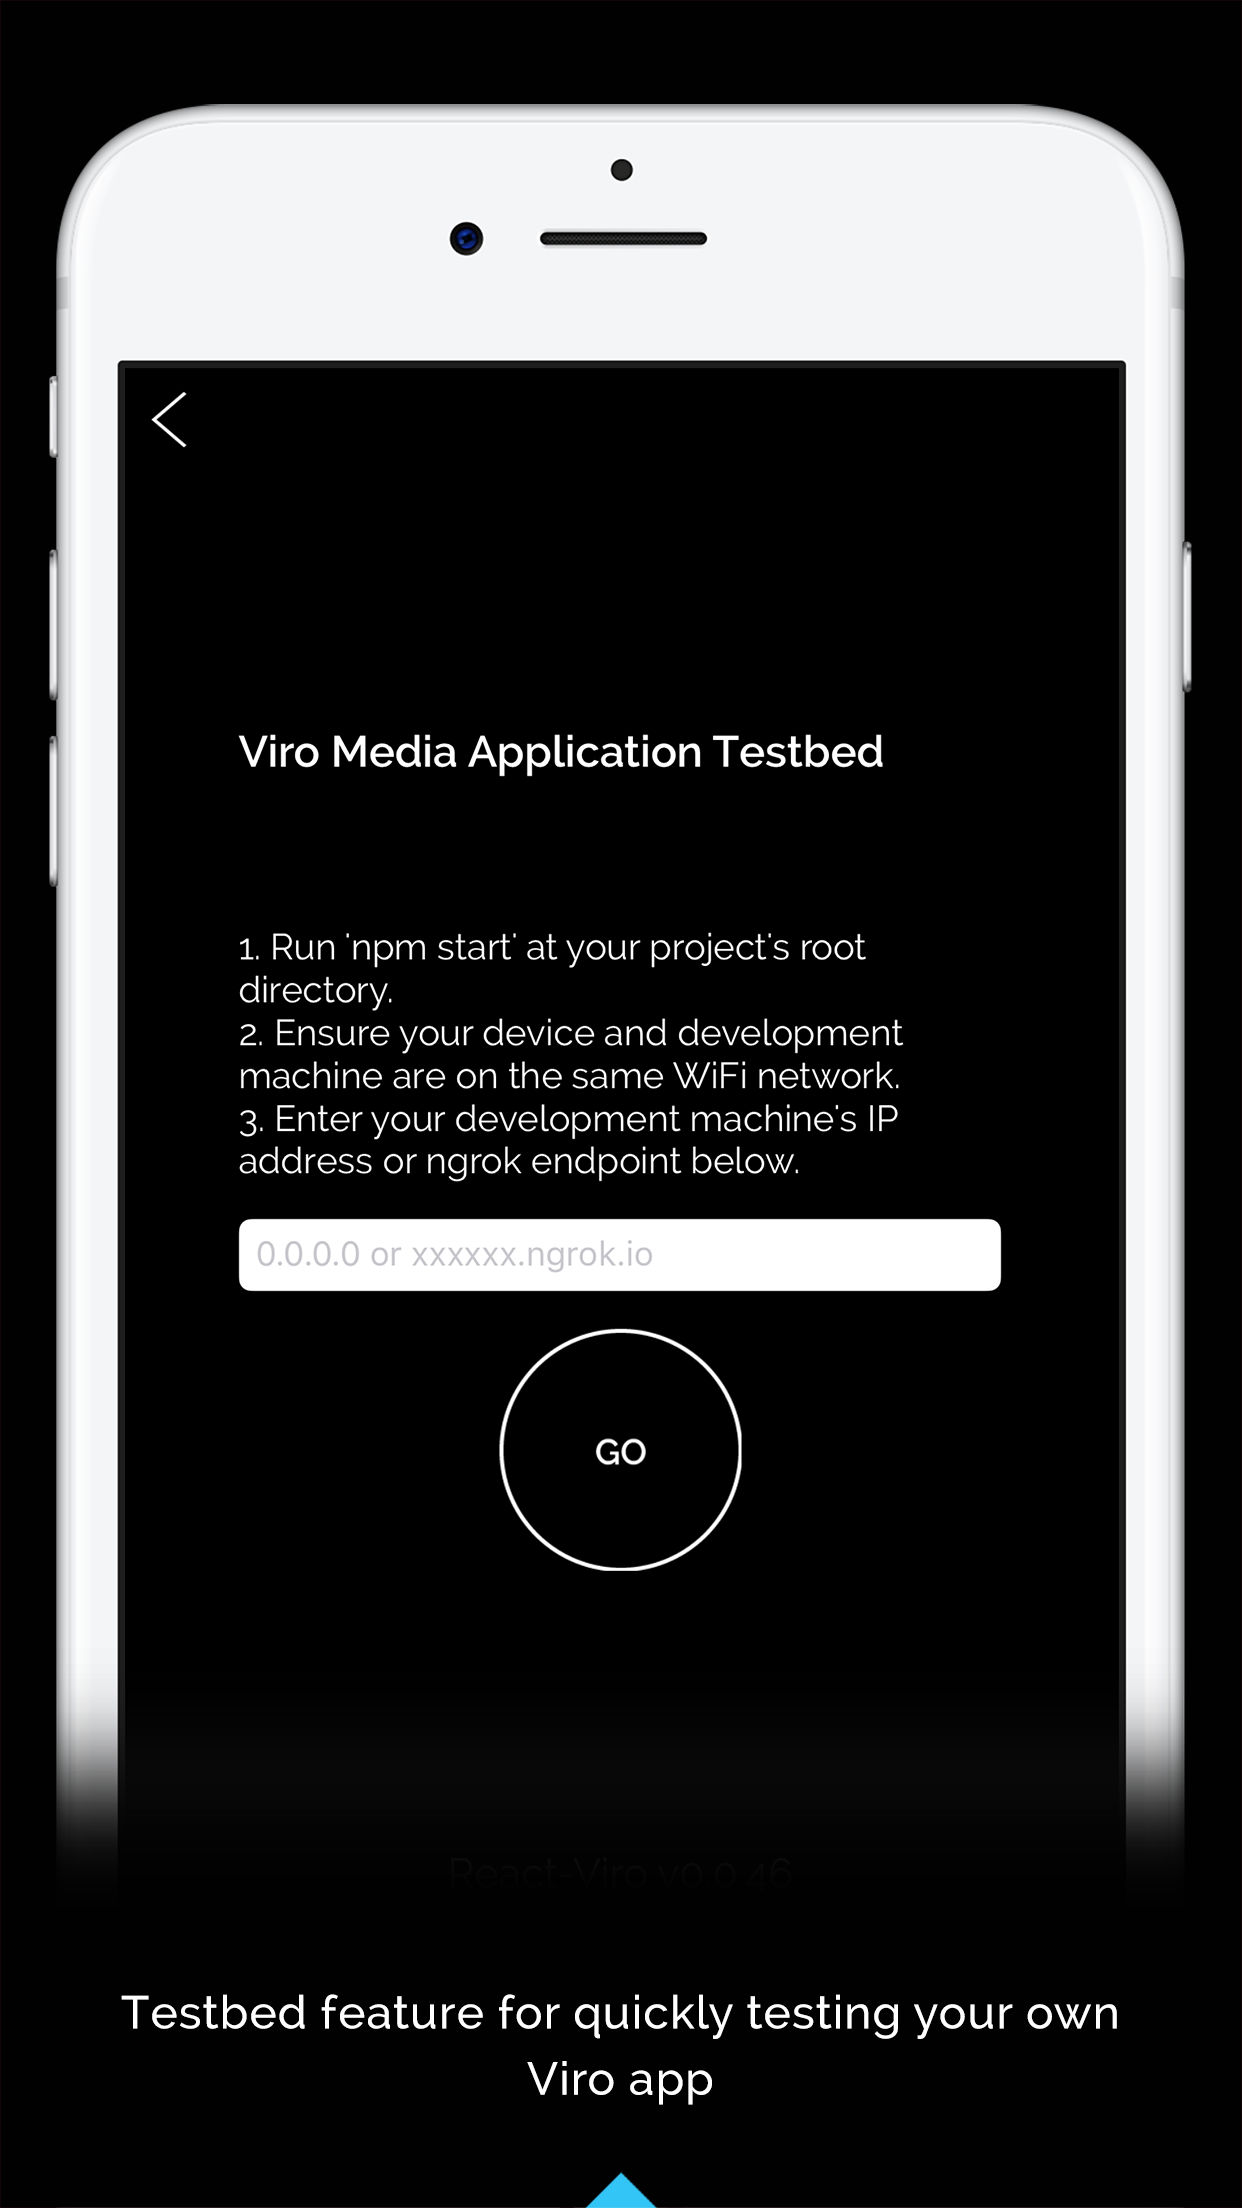 Viro Media Application Testbed
1. Run 'npm start' at your project's root
directory.
2. Ensure your device and development
machine are on the same WiFi network.
3. Enter your development machine's IP
address or ngrok endpoint below.
0.0.0.0 or xxxxxx.ngrok.io
GO
React-Viro v0.0.46
Testbed feature for quickly testing your own
Viro app